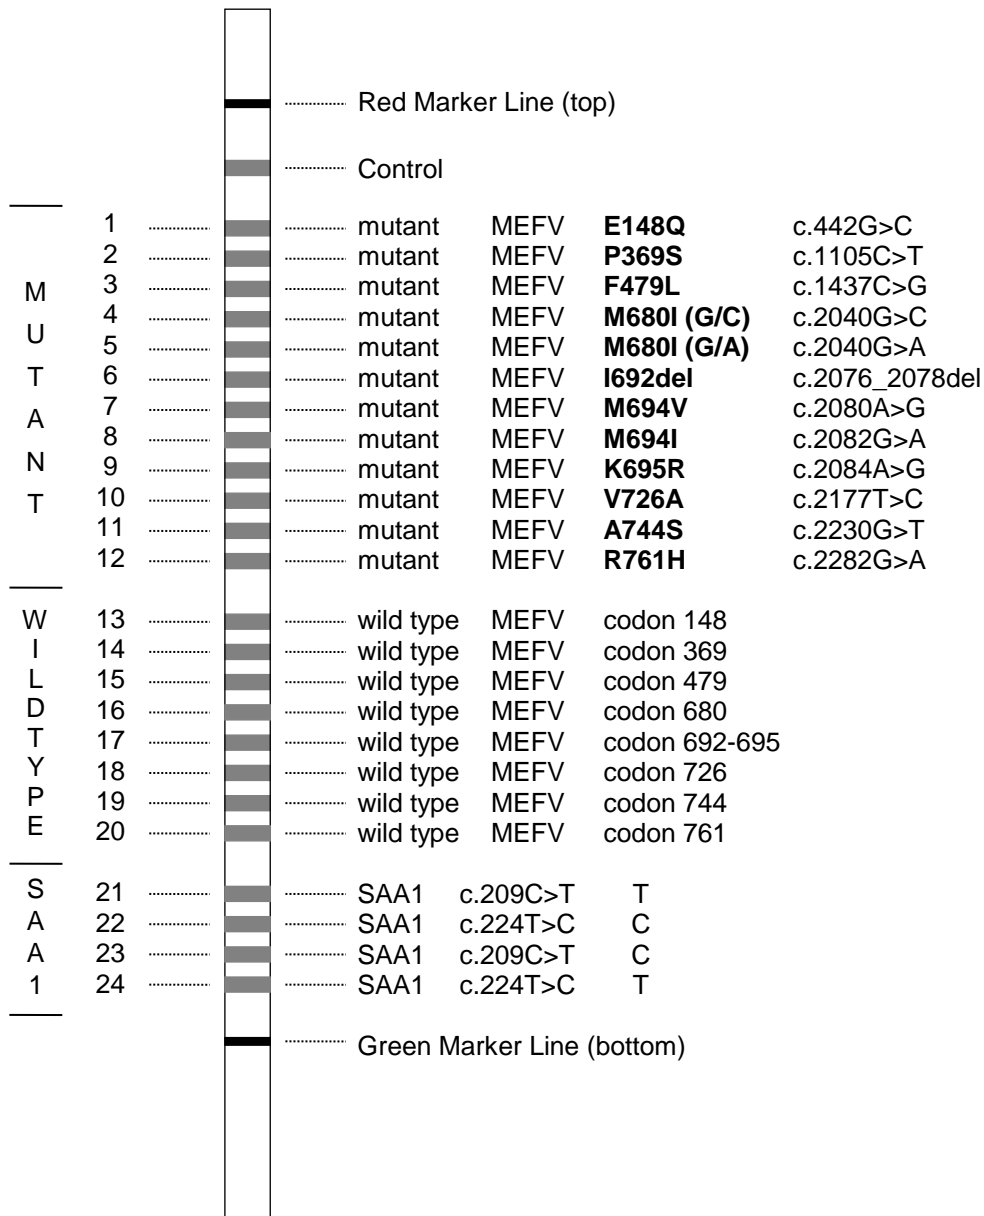 Red Marker Line (top)
Control
MUTANT
1 mutant MEFV E148Q c.442G>C
2 mutant MEFV P369S c.1105C>T
3 mutant MEFV F479L c.1437C>G
4 mutant MEFV M680I (G/C) c.2040G>C
5 mutant MEFV M680I (G/A) c.2040G>A
6 mutant MEFV I692del c.2076_2078del
7 mutant MEFV M694V c.2080A>G
8 mutant MEFV M694I c.2082G>A
9 mutant MEFV K695R c.2084A>G
10 mutant MEFV V726A c.2177T>C
11 mutant MEFV A744S c.2230G>T
12 mutant MEFV R761H c.2282G>A
WILDTYPE
13 wild type MEFV codon 148
14 wild type MEFV codon 369
15 wild type MEFV codon 479
16 wild type MEFV codon 680
17 wild type MEFV codon 692-695
18 wild type MEFV codon 726
19 wild type MEFV codon 744
20 wild type MEFV codon 761
SAA1
21 SAA1 c.209C>T T
22 SAA1 c.224T>C C
23 SAA1 c.209C>T C
24 SAA1 c.224T>C T
Green Marker Line (bottom)